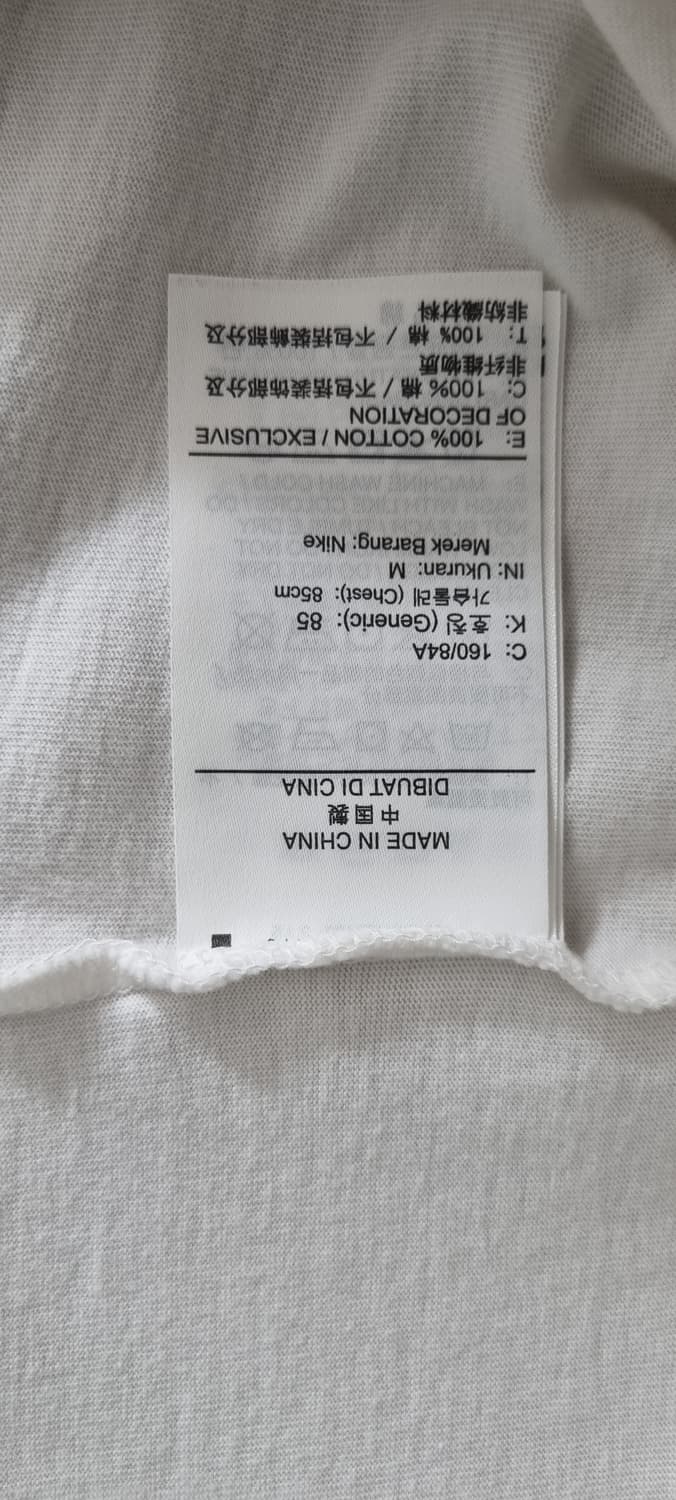 MADE IN CHINA
中国製
DIBUAT DI CINA
C: 160/84A
K: 호칭 (Generic): 85
가슴둘레 (Chest): 85cm
IN: Ukuran: M
Merek Barang: Nike
E: 100% COTTON / EXCLUSIVE
OF DECORATION
C: 100% 棉 / 不包括装饰部分及
非纤维物质
T: 100% 棉 / 不包括裝飾部分及
非紡織材料